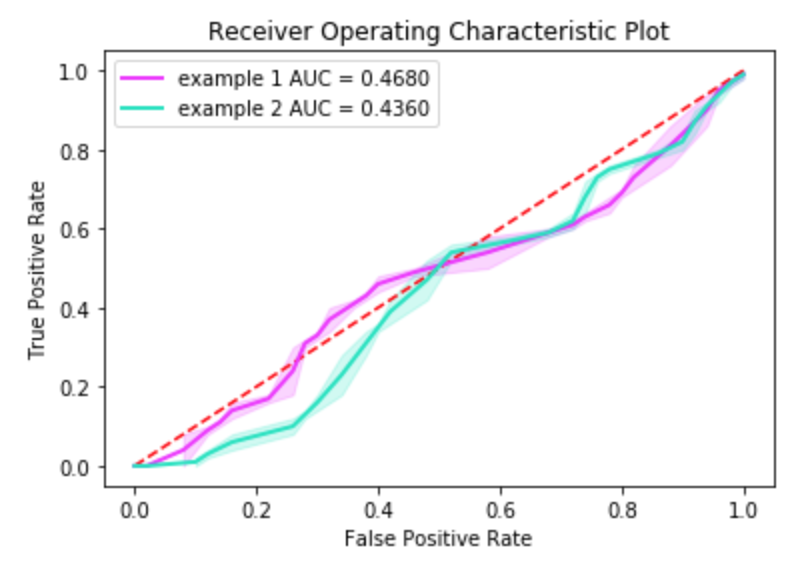 Receiver Operating Characteristic Plot
example 1 AUC = 0.4680
example 2 AUC = 0.4360
1.0
0.8
0.6
0.4
0.2
0.0
True Positive Rate
0.0 0.2 0.4 0.6 0.8 1.0
False Positive Rate